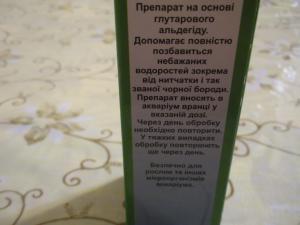 Препарат на основі
глутарового
альдегіду.
Допомагає повністю
позбавиться
небажаних
водоростей зокрема
від нитчатки і так
званої чорної бороди.
Препарат вносять в
акваріум вранці у
вказаній дозі.
Через день обробку
необхідно повторити.
У тяжких випадках
обробку повторюють
ще через день.
Безпечно для
рослин та інших
мікроорганізмів
акваріума.